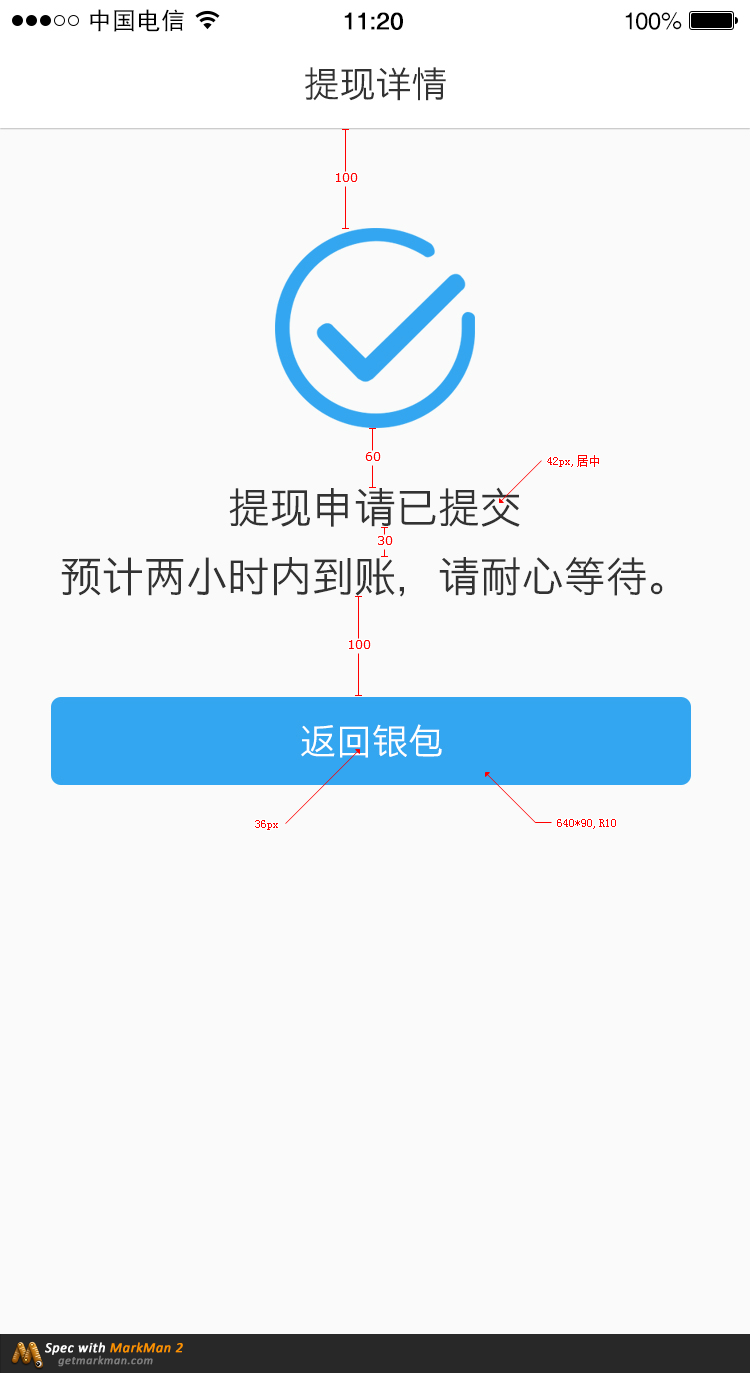 中国电信 11:20 100%
提现详情
100
60
42px,居中
提现申请已提交
30
预计两小时内到账，请耐心等待。
100
返回银包
36px
640*90,R10
Spec with MarkMan 2
getmarkman.com